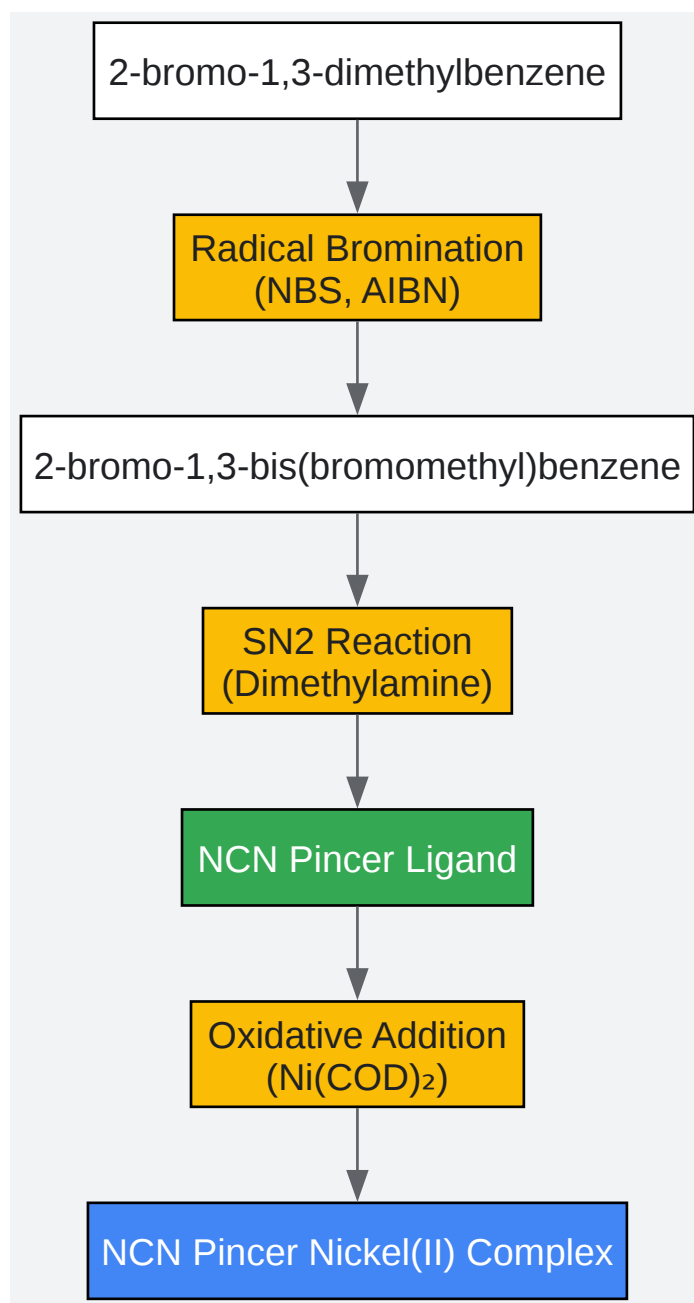 2-bromo-1,3-dimethylbenzene
Radical Bromination
(NBS, AIBN)
2-bromo-1,3-bis(bromomethyl)benzene
SN2 Reaction
(Dimethylamine)
NCN Pincer Ligand
Oxidative Addition
(Ni(COD)₂)
NCN Pincer Nickel(II) Complex